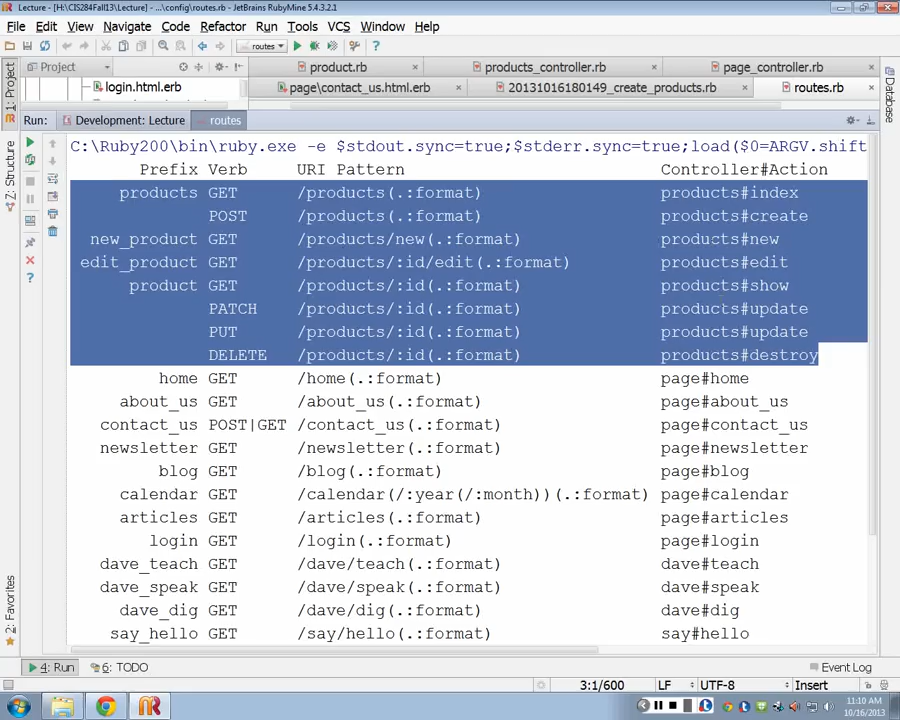 Lecture - [H:\CIS284Fall13\Lecture] - ...\config\routes.rb - JetBrains RubyMine 5.4.3.2.1
File Edit View Navigate Code Refactor Run Tools VCS Window Help
routes
Project product.rb products_controller.rb page_controller.rb
login.html.erb page\contact_us.html.erb 20131016180149_create_products.rb routes.rb
Run: Development: Lecture routes
C:\Ruby200\bin\ruby.exe -e $stdout.sync=true;$stderr.sync=true;load($0=ARGV.shift
Prefix Verb URI Pattern Controller#Action
products GET /products(.:format) products#index
POST /products(.:format) products#create
new_product GET /products/new(.:format) products#new
edit_product GET /products/:id/edit(.:format) products#edit
product GET /products/:id(.:format) products#show
PATCH /products/:id(.:format) products#update
PUT /products/:id(.:format) products#update
DELETE /products/:id(.:format) products#destroy
home GET /home(.:format) page#home
about_us GET /about_us(.:format) page#about_us
contact_us POST|GET /contact_us(.:format) page#contact_us
newsletter GET /newsletter(.:format) page#newsletter
blog GET /blog(.:format) page#blog
calendar GET /calendar(/:year(/:month))(.:format) page#calendar
articles GET /articles(.:format) page#articles
login GET /login(.:format) page#login
dave_teach GET /dave/teach(.:format) dave#teach
dave_speak GET /dave/speak(.:format) dave#speak
dave_dig GET /dave/dig(.:format) dave#dig
say_hello GET /say/hello(.:format) say#hello
1: Project
Structure
2: Favorites
Database
4: Run 6: TODO Event Log
3:1/600 LF UTF-8 Insert
11:10 AM
10/16/2013